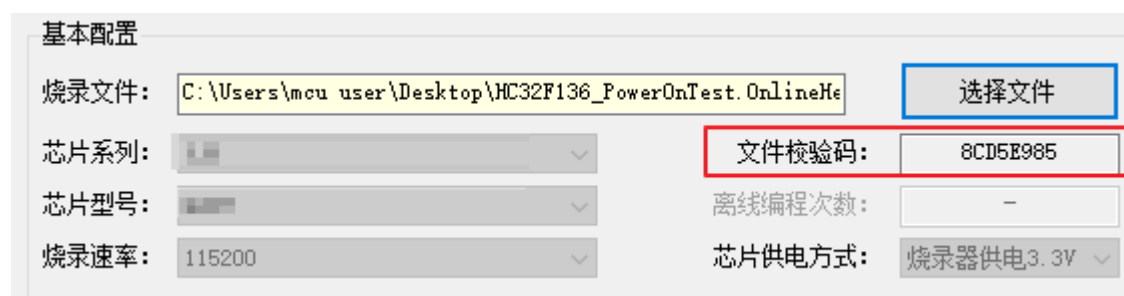 基本配置
烧录文件: C:\Users\mcu user\Desktop\HC32F136_PowerOnTest.OnlineHe 选择文件
芯片系列: 文件校验码: 8CD5E985
芯片型号: 离线编程次数: -
烧录速率: 115200 芯片供电方式: 烧录器供电3.3V